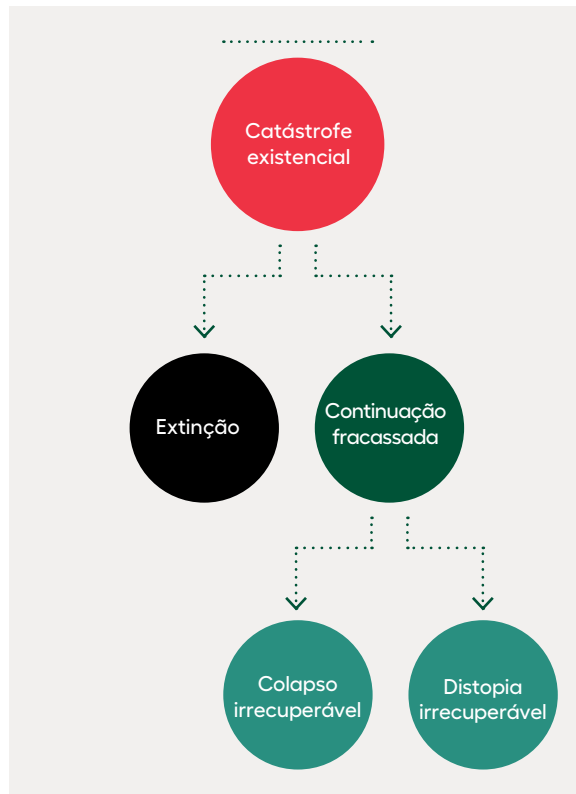 Catástrofe
existencial
Extinção
Continuação
fracassada
Colapso
irrecuperável
Distopia
irrecuperável